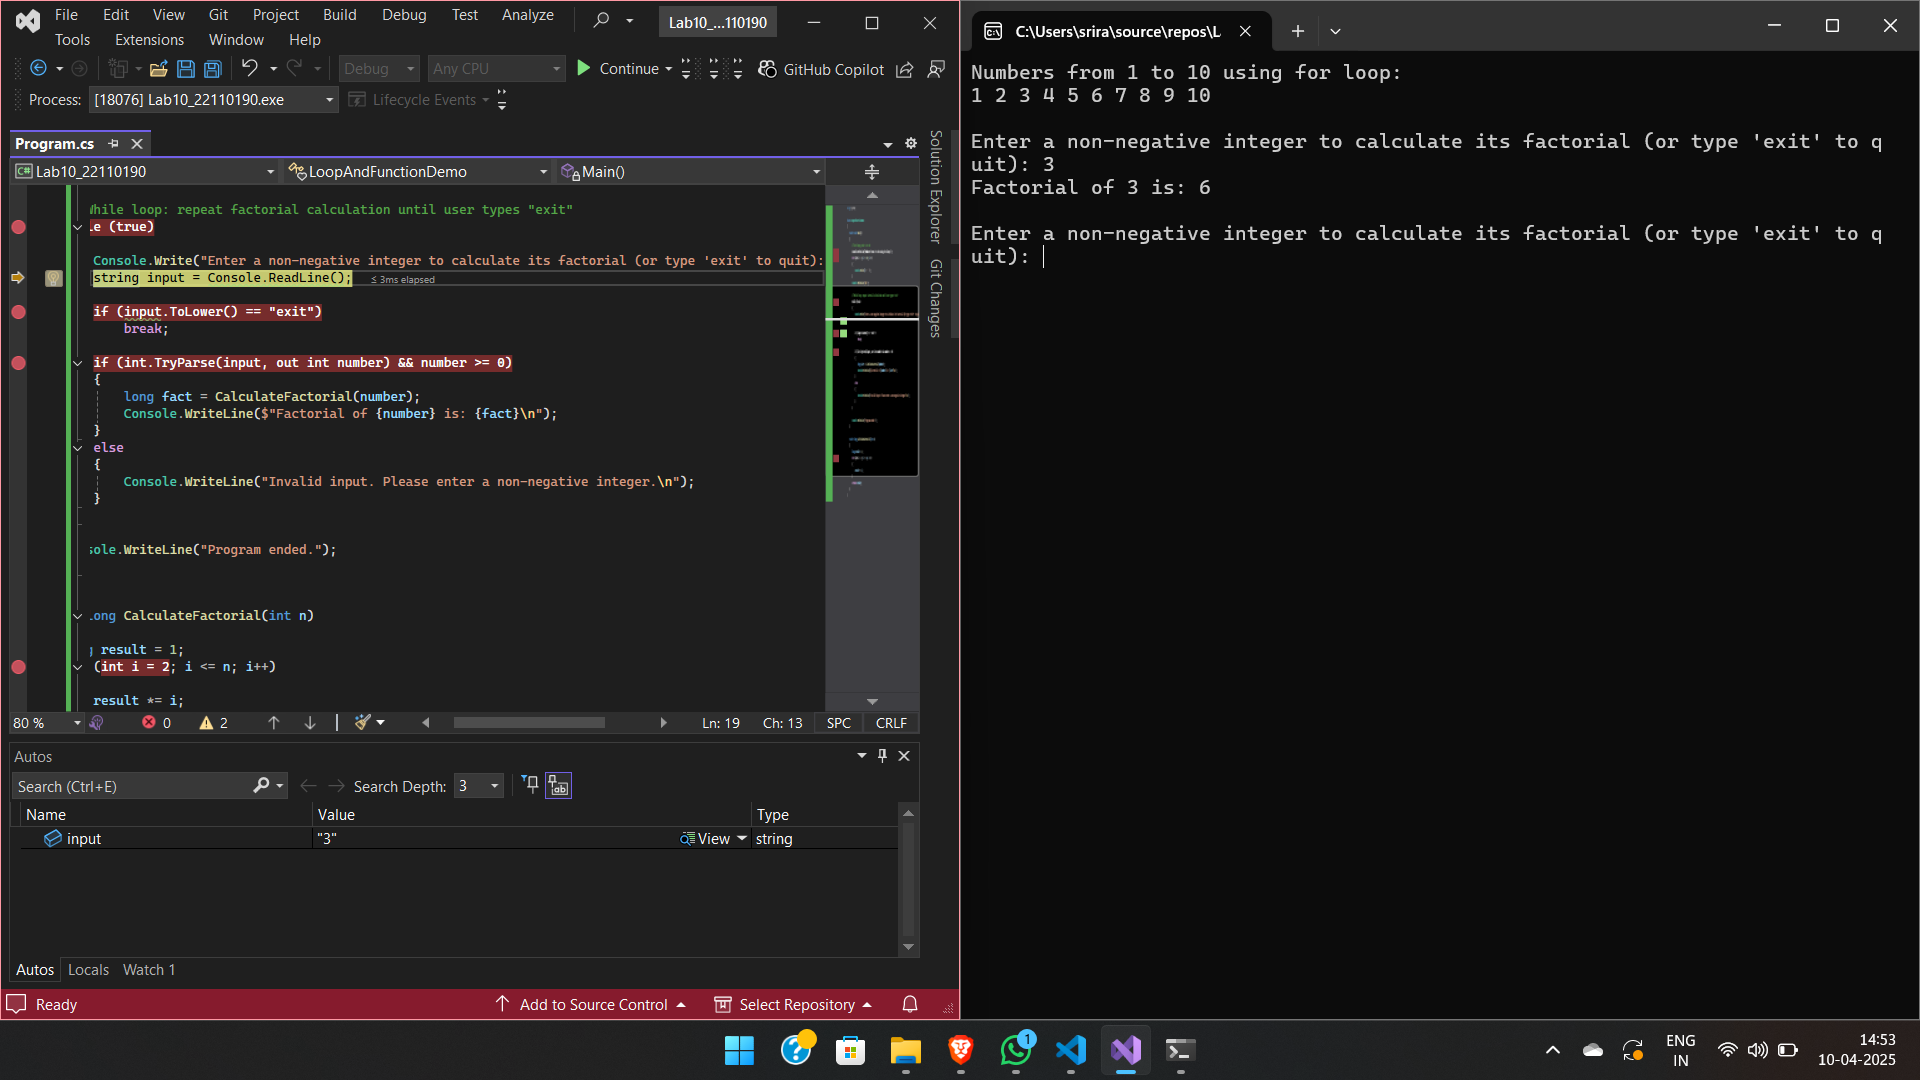 File Edit View Git Project Build Debug Test Analyze
Tools Extensions Window Help
Lab10_...110190
Debug Any CPU Continue GitHub Copilot
Process: [18076] Lab10_22110190.exe Lifecycle Events
Program.cs
C# Lab10_22110190 LoopAndFunctionDemo Main()
While loop: repeat factorial calculation until user types "exit"
le (true)
Console.Write("Enter a non-negative integer to calculate its factorial (or type 'exit' to quit):
string input = Console.ReadLine(); ≤ 3ms elapsed
if (input.ToLower() == "exit")
break;
if (int.TryParse(input, out int number) && number >= 0)
{
long fact = CalculateFactorial(number);
Console.WriteLine($"Factorial of {number} is: {fact}\n");
}
else
{
Console.WriteLine("Invalid input. Please enter a non-negative integer.\n");
}
sole.WriteLine("Program ended.");
long CalculateFactorial(int n)
result = 1;
(int i = 2; i <= n; i++)
result *= i;
80 % 0 2 Ln: 19 Ch: 13 SPC CRLF
Solution Explorer
Git Changes
Autos
Search (Ctrl+E) Search Depth: 3
Name Value Type
input "3" View string
Autos Locals Watch 1
Ready Add to Source Control Select Repository
C:\Users\srira\source\repos\L
Numbers from 1 to 10 using for loop:
1 2 3 4 5 6 7 8 9 10
Enter a non-negative integer to calculate its factorial (or type 'exit' to q
uit): 3
Factorial of 3 is: 6
Enter a non-negative integer to calculate its factorial (or type 'exit' to q
uit):
1
ENG
IN
14:53
10-04-2025